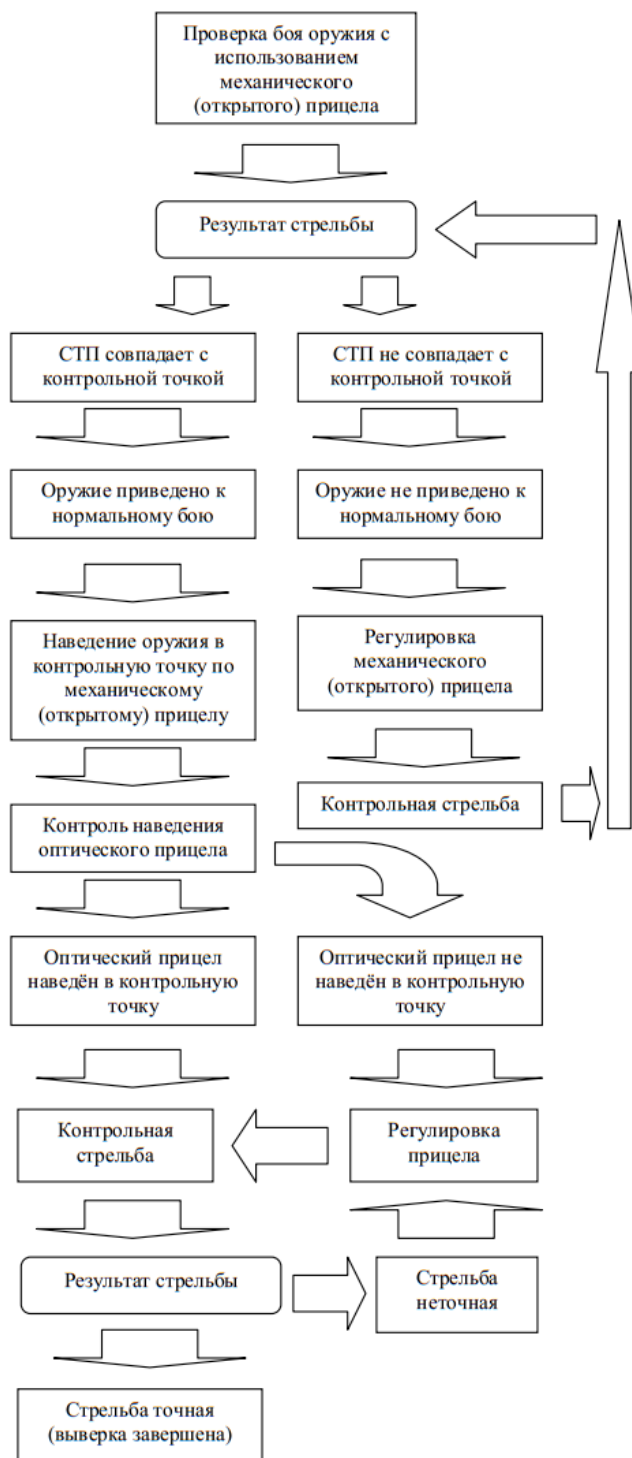 Проверка боя оружия с
использованием
механического
(открытого) прицела
Результат стрельбы
СТП совпадает с
контрольной точкой
СТП не совпадает с
контрольной точкой
Оружие приведено к
нормальному бою
Оружие не приведено к
нормальному бою
Наведение оружия в
контрольную точку по
механическому
(открытому) прицелу
Регулировка
механического
(открытого) прицела
Контрольная стрельба
Контроль наведения
оптического прицела
Оптический прицел
наведён в контрольную
точку
Оптический прицел не
наведён в контрольную
точку
Контрольная
стрельба
Регулировка
прицела
Результат стрельбы
Стрельба
неточная
Стрельба точная
(выверка завершена)